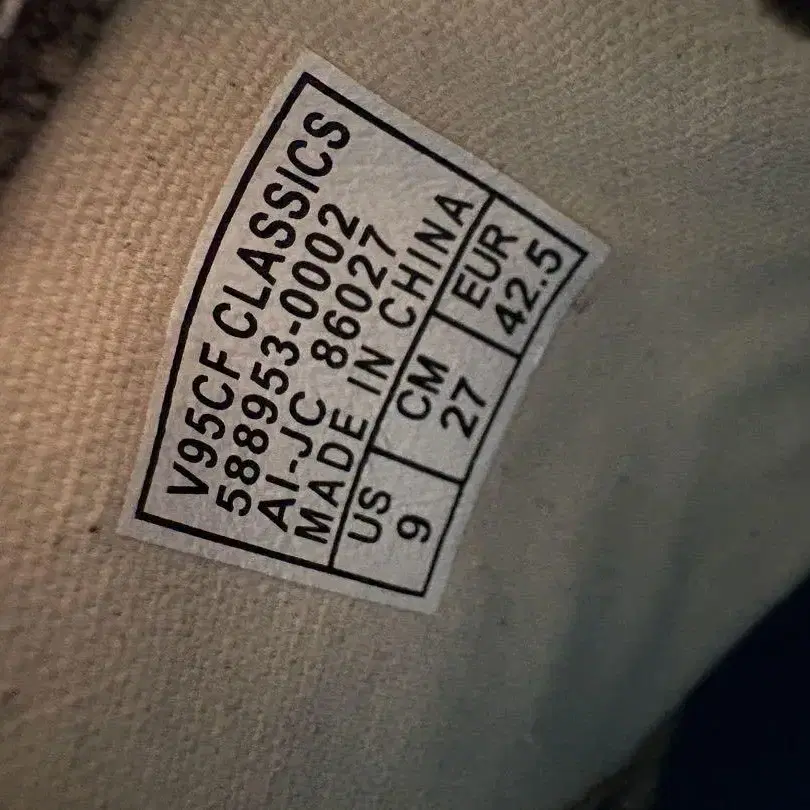 V95CF CLASSICS
588953-0002
AI-JC 86027
MADE IN CHINA
US CM EUR
9 27 42.5